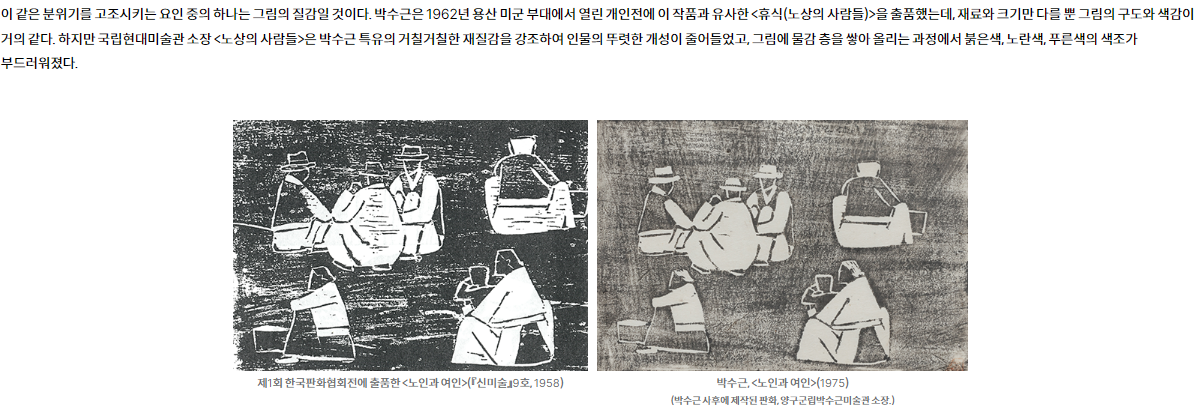 이 같은 분위기를 고조시키는 요인 중의 하나는 그림의 질감일 것이다. 박수근은 1962년 용산 미군 부대에서 열린 개인전에 이 작품과 유사한 <휴식(노상의 사람들)>을 출품했는데, 재료와 크기만 다를 뿐 그림의 구도와 색감이
거의 같다. 하지만 국립현대미술관 소장 <노상의 사람들>은 박수근 특유의 거칠거칠한 재질감을 강조하여 인물의 뚜렷한 개성이 줄어들었고, 그림에 물감 층을 쌓아 올리는 과정에서 붉은색, 노란색, 푸른색의 색조가
부드러워졌다.
제1회 한국판화협회전에 출품한 <노인과 여인>(『신미술』9호, 1958)
박수근, <노인과 여인>(1975)
(박수근 사후에 제작된 판화, 양구군립박수근미술관 소장.)